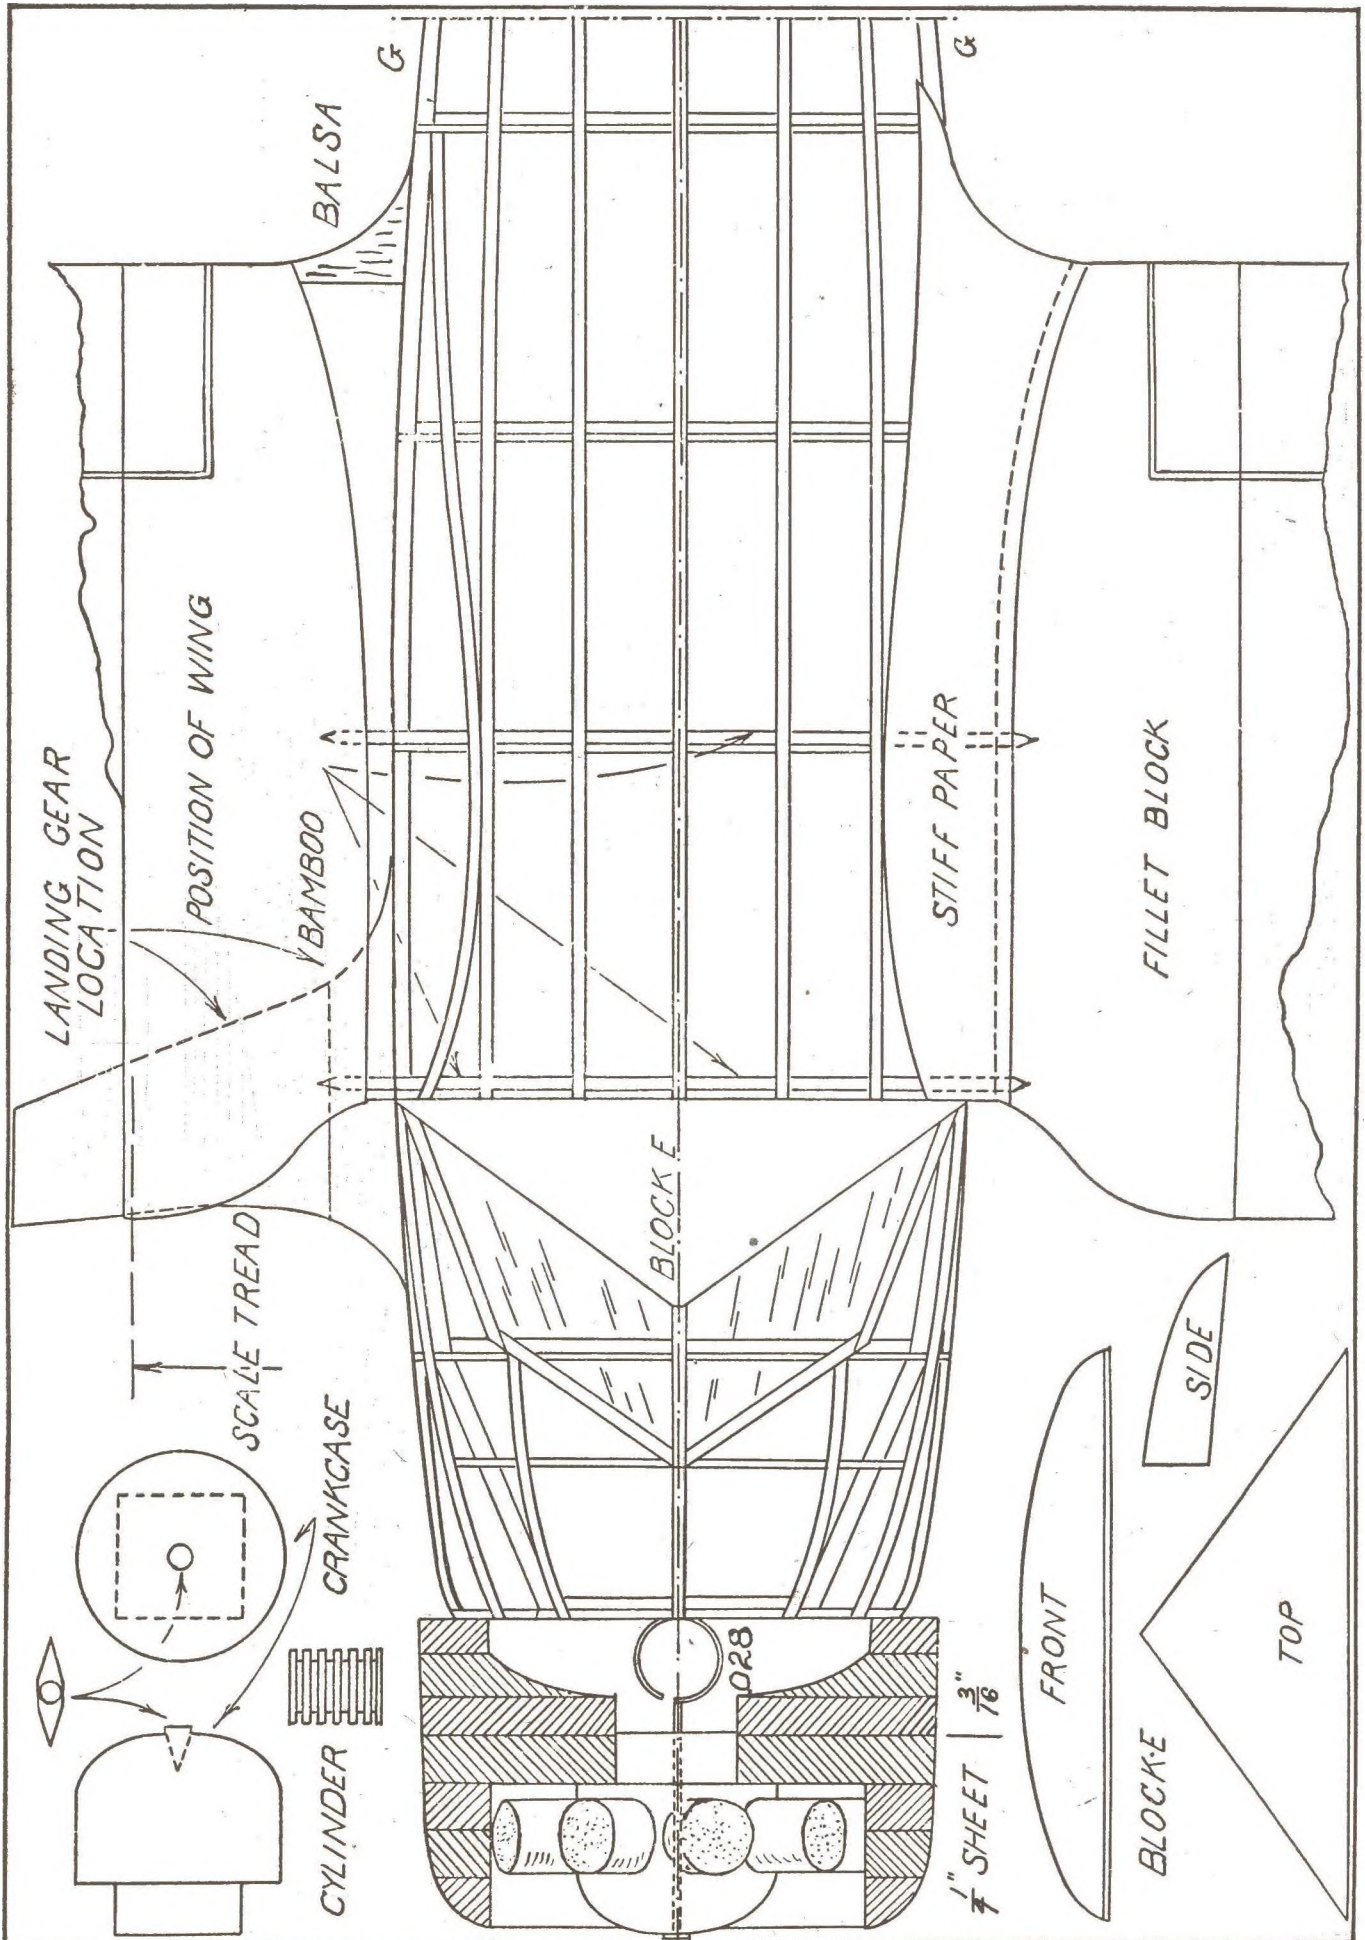 G
BALSA
G
LANDING GEAR
LOCATION
POSITION OF WING
BAMBOO
STIFF PAPER
FILLET BLOCK
SCALE TREAD
BLOCK E
CRANKCASE
SIDE
CYLINDER
.028
1/4" SHEET 3/16"
FRONT
BLOCK·E
TOP